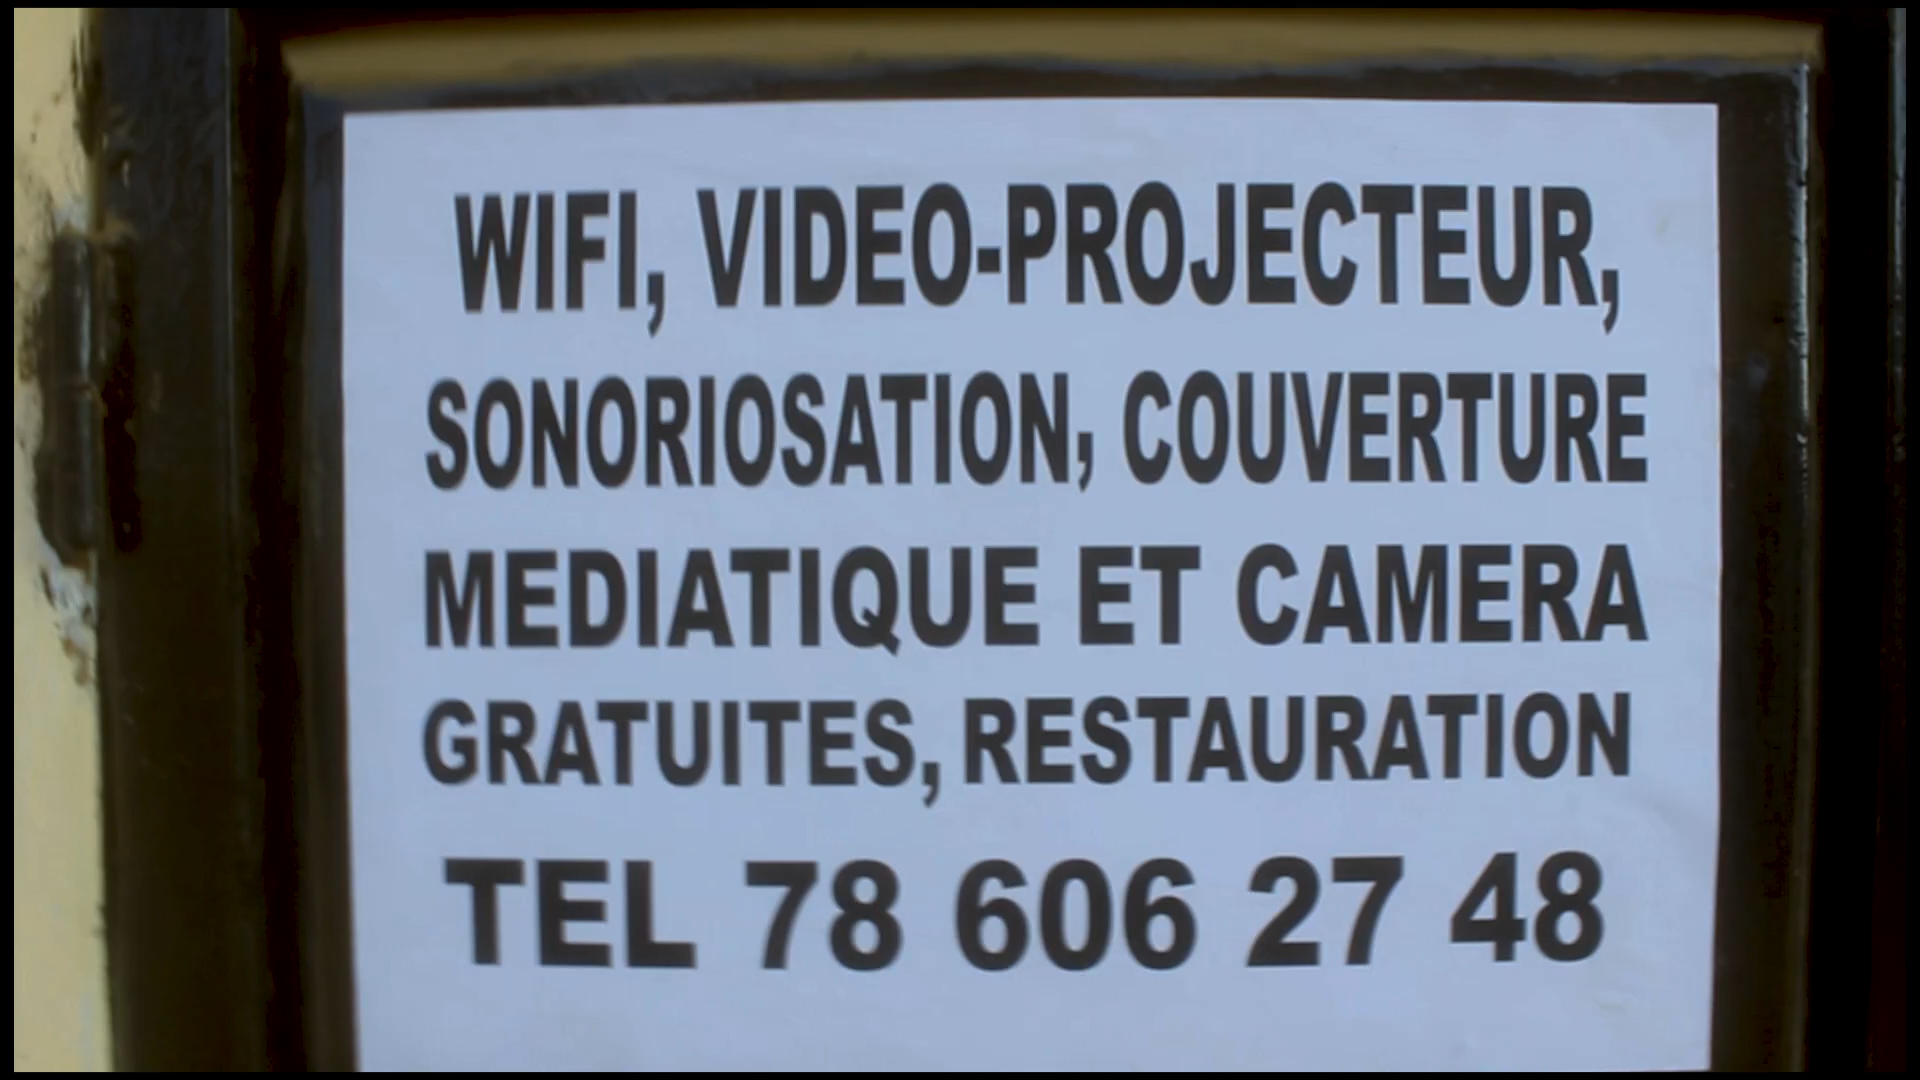 WIFI, VIDEO-PROJECTEUR,
SONORIOSATION, COUVERTURE
MEDIATIQUE ET CAMERA
GRATUITES, RESTAURATION
TEL 78 606 27 48